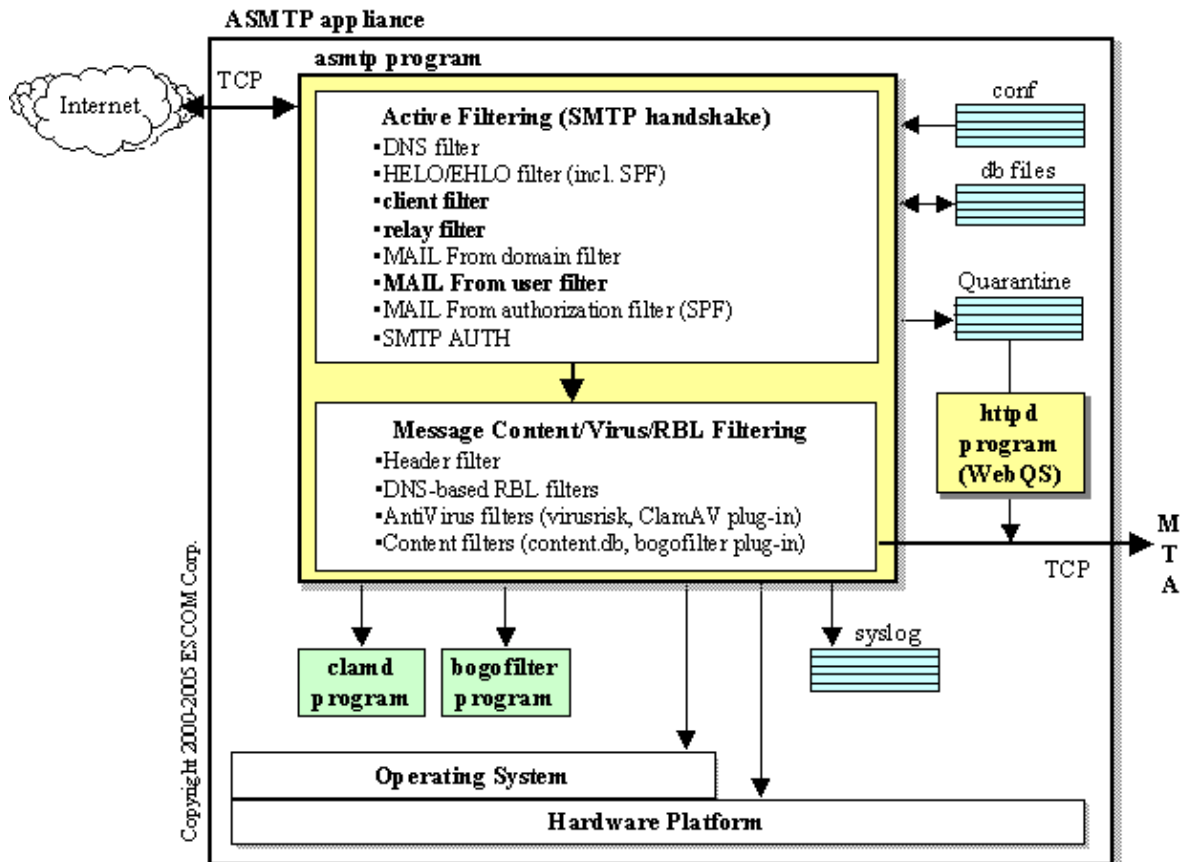 ASMTP appliance
asmtp program
TCP
Internet
Active Filtering (SMTP handshake)
▪DNS filter
▪HELO/EHLO filter (incl. SPF)
▪client filter
▪relay filter
▪MAIL From domain filter
▪MAIL From user filter
▪MAIL From authorization filter (SPF)
▪SMTP AUTH
Message Content/Virus/RBL Filtering
▪Header filter
▪DNS-based RBL filters
▪AntiVirus filters (virusrisk, ClamAV plug-in)
▪Content filters (content.db, bogofilter plug-in)
conf
db files
Quarantine
httpd
program
(WebQS)
TCP
M
T
A
clamd
program
bogofilter
program
syslog
Operating System
Hardware Platform
Copyright 2000-2005 ESCOM Corp.